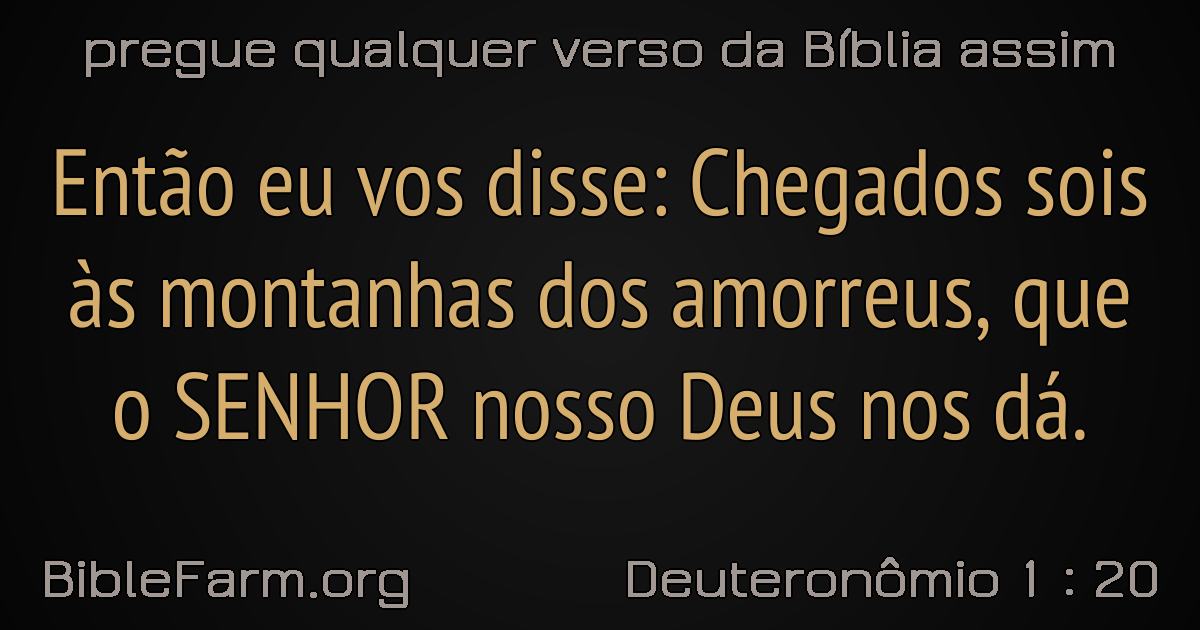 pregue qualquer verso da Bíblia assim
Então eu vos disse: Chegados sois
às montanhas dos amorreus, que
o SENHOR nosso Deus nos dá.
BibleFarm.org
Deuteronômio 1 : 20